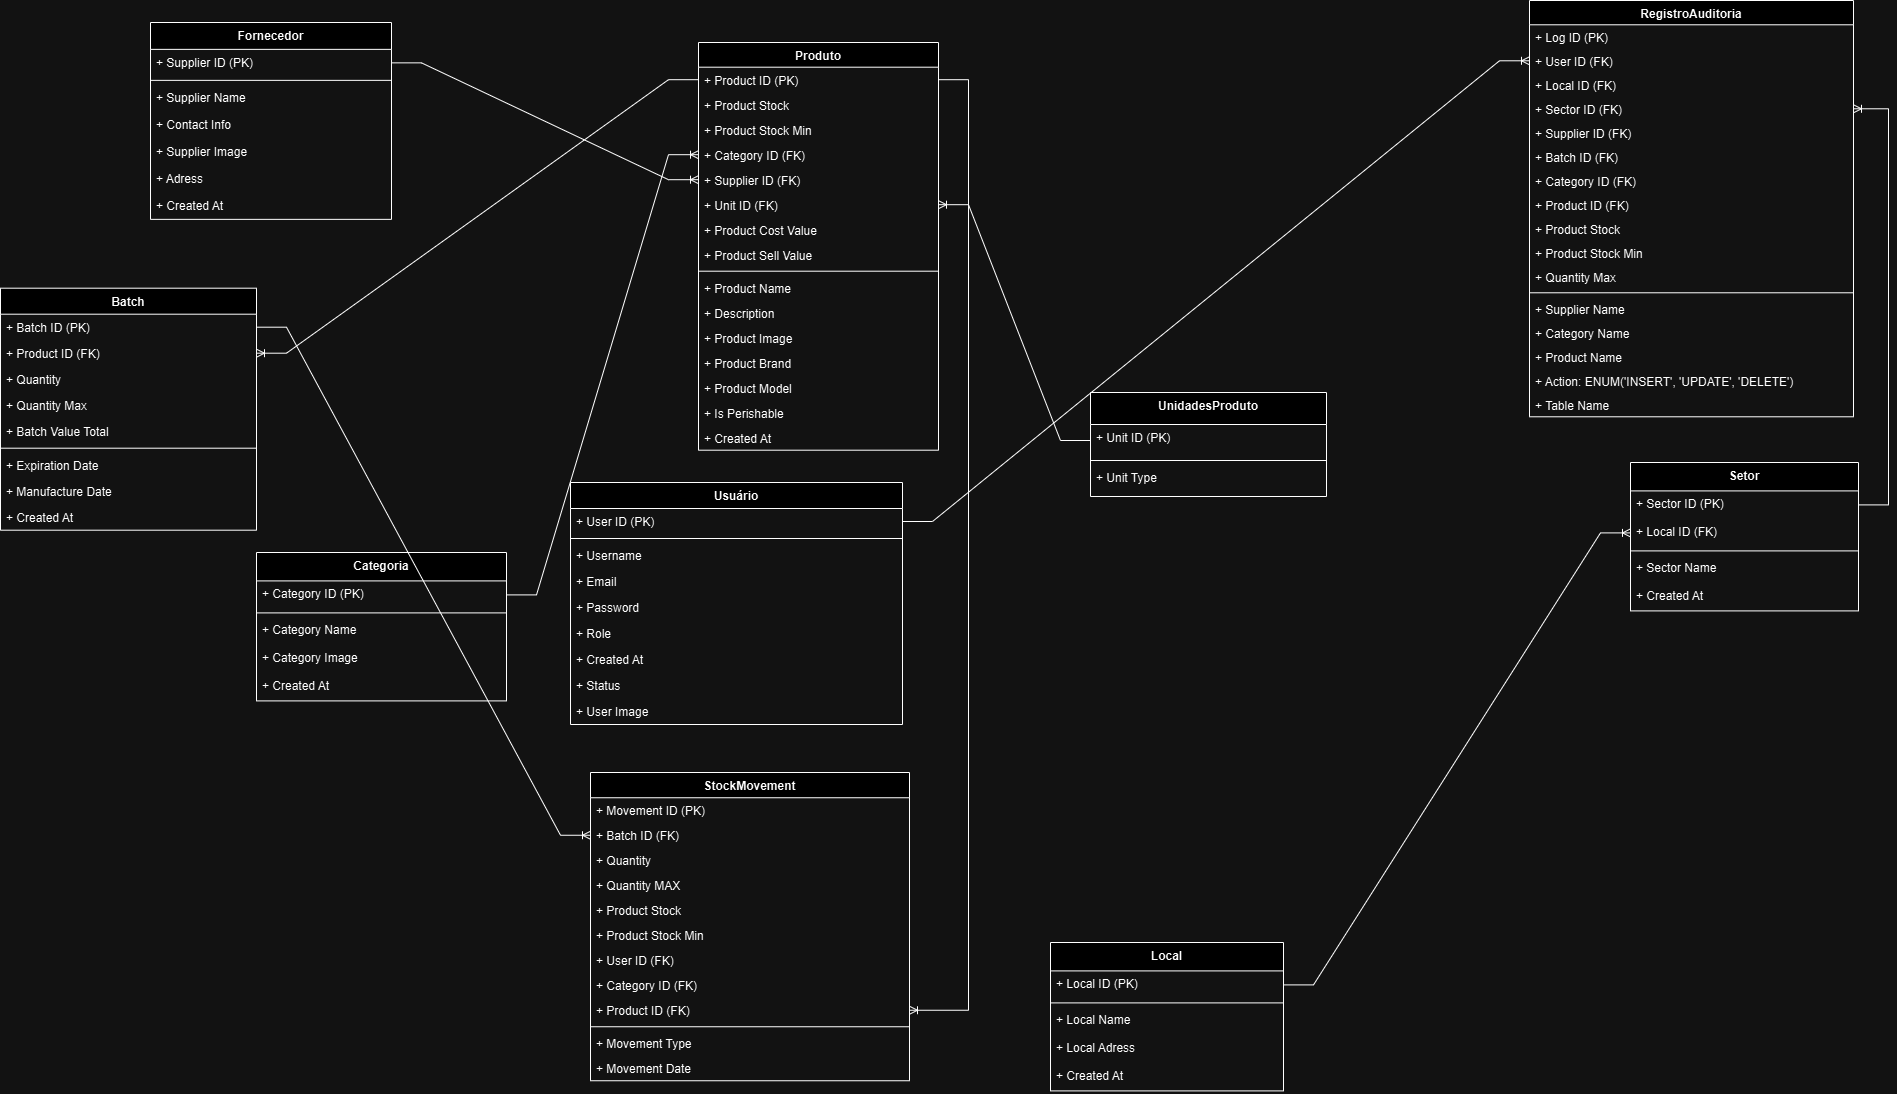 Fornecedor
+ Supplier ID (PK)
+ Supplier Name
+ Contact Info
+ Supplier Image
+ Adress
+ Created At
Produto
+ Product ID (PK)
+ Product Stock
+ Product Stock Min
+ Category ID (FK)
+ Supplier ID (FK)
+ Unit ID (FK)
+ Product Cost Value
+ Product Sell Value
+ Product Name
+ Description
+ Product Image
+ Product Brand
+ Product Model
+ Is Perishable
+ Created At
RegistroAuditoria
+ Log ID (PK)
+ User ID (FK)
+ Local ID (FK)
+ Sector ID (FK)
+ Supplier ID (FK)
+ Batch ID (FK)
+ Category ID (FK)
+ Product ID (FK)
+ Product Stock
+ Product Stock Min
+ Quantity Max
+ Supplier Name
+ Category Name
+ Product Name
+ Action: ENUM('INSERT', 'UPDATE', 'DELETE')
+ Table Name
Batch
+ Batch ID (PK)
+ Product ID (FK)
+ Quantity
+ Quantity Max
+ Batch Value Total
+ Expiration Date
+ Manufacture Date
+ Created At
UnidadesProduto
+ Unit ID (PK)
+ Unit Type
Setor
+ Sector ID (PK)
+ Local ID (FK)
+ Sector Name
+ Created At
Usuário
+ User ID (PK)
+ Username
+ Email
+ Password
+ Role
+ Created At
+ Status
+ User Image
Categoria
+ Category ID (PK)
+ Category Name
+ Category Image
+ Created At
StockMovement
+ Movement ID (PK)
+ Batch ID (FK)
+ Quantity
+ Quantity MAX
+ Product Stock
+ Product Stock Min
+ User ID (FK)
+ Category ID (FK)
+ Product ID (FK)
+ Movement Type
+ Movement Date
Local
+ Local ID (PK)
+ Local Name
+ Local Adress
+ Created At